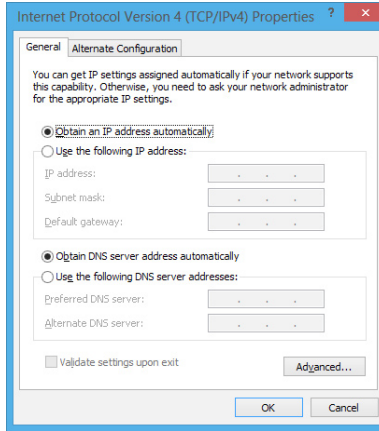 Internet Protocol Version 4 (TCP/IPv4) Properties ? ×
General Alternate Configuration
You can get IP settings assigned automatically if your network supports
this capability. Otherwise, you need to ask your network administrator
for the appropriate IP settings.
Obtain an IP address automatically
Use the following IP address:
IP address:
Subnet mask:
Default gateway:
Obtain DNS server address automatically
Use the following DNS server addresses:
Preferred DNS server:
Alternate DNS server:
Validate settings upon exit
Advanced...
OK Cancel